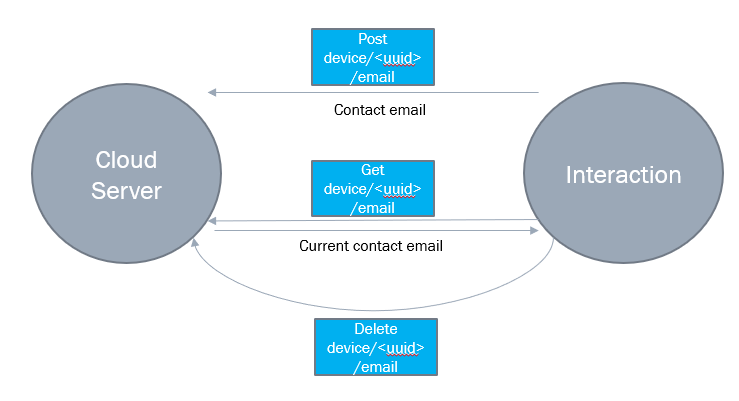 Post
device/<uuid>
/email
Contact email
Cloud
Server
Interaction
Get
device/<uuid>
/email
Current contact email
Delete
device/<uuid>
/email